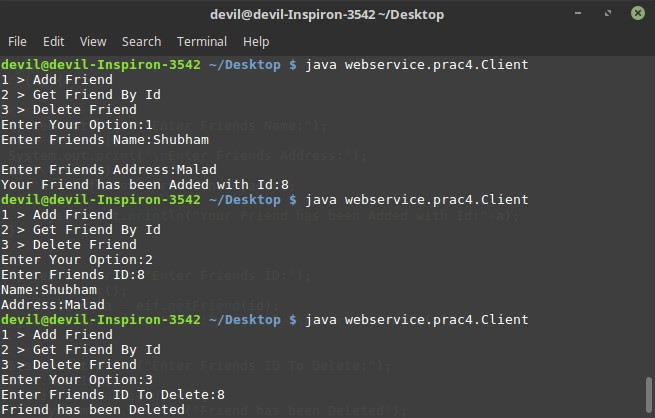 devil@devil-Inspiron-3542 ~/Desktop
File Edit View Search Terminal Help
devil@devil-Inspiron-3542 ~/Desktop $ java webservice.prac4.Client
1 > Add Friend
2 > Get Friend By Id
3 > Delete Friend
Enter Your Option:1
Enter Friends Name:Shubham
Enter Friends Address:Malad
Your Friend has been Added with Id:8
devil@devil-Inspiron-3542 ~/Desktop $ java webservice.prac4.Client
1 > Add Friend
2 > Get Friend By Id
3 > Delete Friend
Enter Your Option:2
Enter Friends ID:8
Name:Shubham
Address:Malad
devil@devil-Inspiron-3542 ~/Desktop $ java webservice.prac4.Client
1 > Add Friend
2 > Get Friend By Id
3 > Delete Friend
Enter Your Option:3
Enter Friends ID To Delete:8
Friend has been Deleted